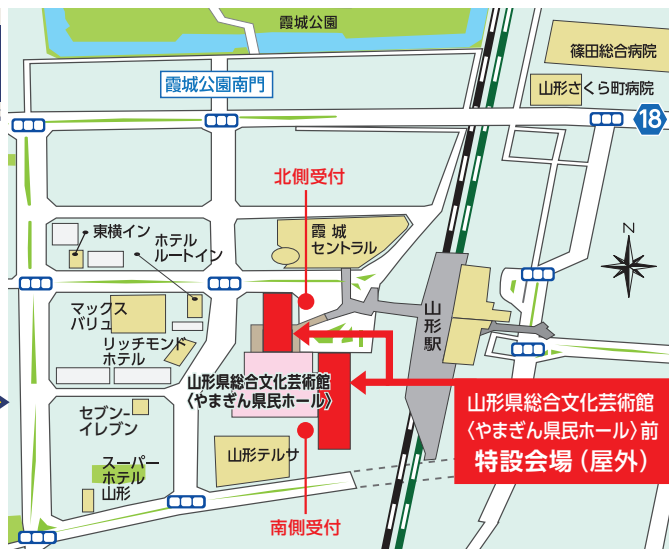 霞城公園
篠田総合病院
霞城公園南門
山形さくら町病院
18
北側受付
東横イン
ホテル
ルートイン
霞城
セントラル
N
マックス
バリュ
リッチモンド
ホテル
山形駅
山形県総合文化芸術館
〈やまぎん県民ホール〉
山形県総合文化芸術館
〈やまぎん県民ホール〉前
特設会場（屋外）
セブン-
イレブン
山形テルサ
スーパー
ホテル
山形
南側受付